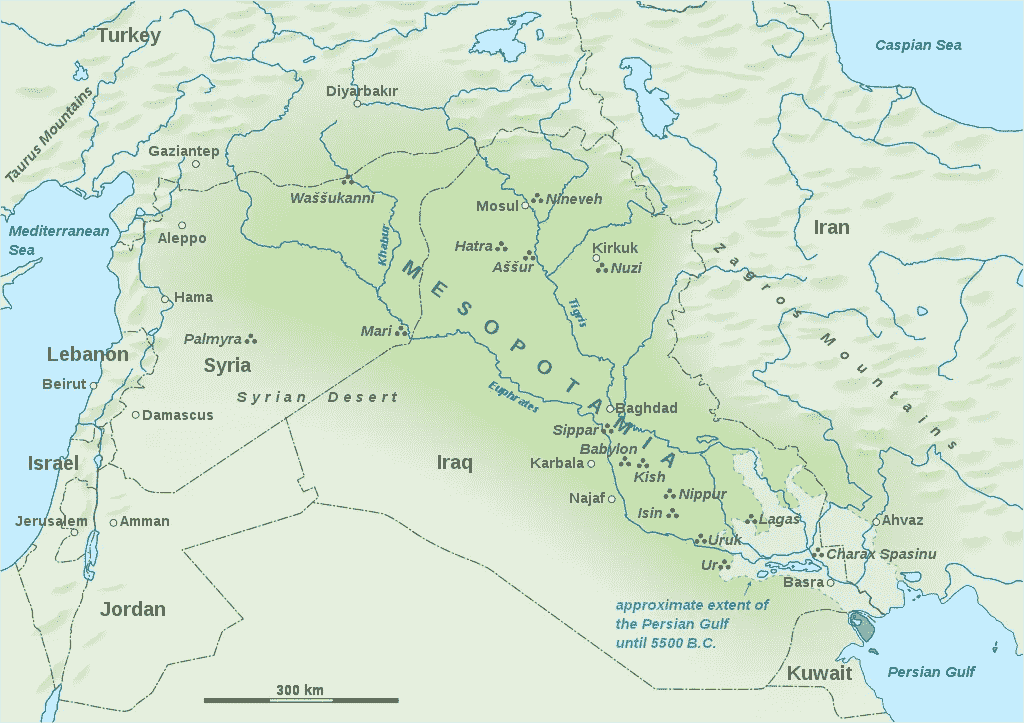 Turkey
Caspian Sea
Diyarbakır
Taurus Mountains
Gaziantep
Waššukanni
Nineveh
Mosul
Mediterranean
Sea
Iran
Aleppo
Khabur
Hatra
Kirkuk
Aššur
Nuzi
Zagros Mountains
MESOPOTAMIA
Hama
Tigris
Mari
Palmyra
Lebanon
Syria
Beirut
Syrian Desert
Euphrates
Damascus
Baghdad
Sippar
Babylon
Israel
Iraq
Karbala
Kish
Najaf
Nippur
Isin
Lagas
Jerusalem
Amman
Ahvaz
Uruk
Charax Spasinu
Ur
Basra
Jordan
approximate extent of
the Persian Gulf
until 5500 B.C.
Kuwait
Persian Gulf
300 km